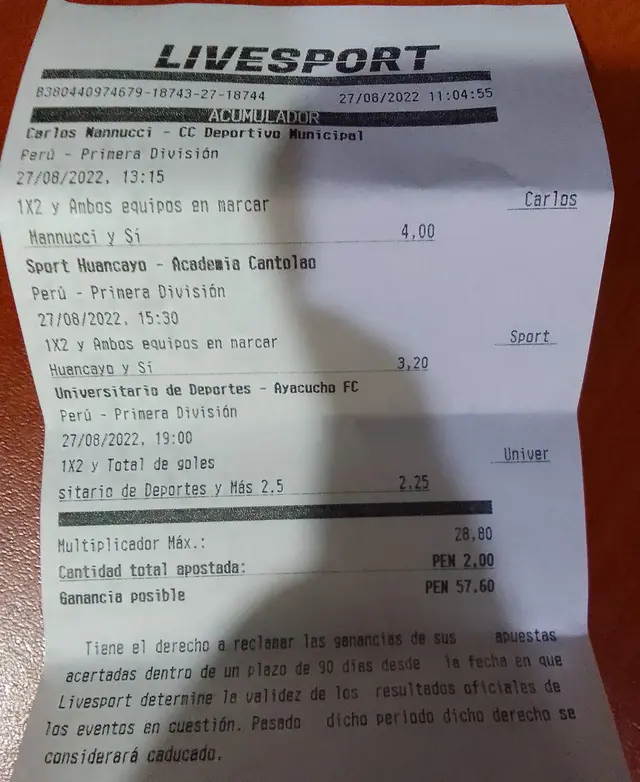 LIVESPORT
B380440974679-18743-27-18744 27/08/2022 11:04:55
ACUMULADOR
Carlos Mannucci - CC Deportivo Municipal
Perú - Primera División
27/08/2022, 13:15
1X2 y Ambos equipos en marcar Carlos
Mannucci y Sí 4,00
Sport Huancayo - Academia Cantolao
Perú - Primera División
27/08/2022, 15:30
1X2 y Ambos equipos en marcar Sport
Huancayo y Sí 3,20
Universitario de Deportes - Ayacucho FC
Perú - Primera División
27/08/2022, 19:00
1X2 y Total de goles Univer
sitario de Deportes y Más 2.5 2,25
Multiplicador Máx.: 28,80
Cantidad total apostada: PEN 2,00
Ganancia posible PEN 57.60
Tiene el derecho a reclamar las ganancias de sus apuestas
acertadas dentro de un plazo de 90 días desde la fecha en que
Livesport determine la validez de los resultados oficiales de
los eventos en cuestión. Pasado dicho periodo dicho derecho se
considerará caducado.